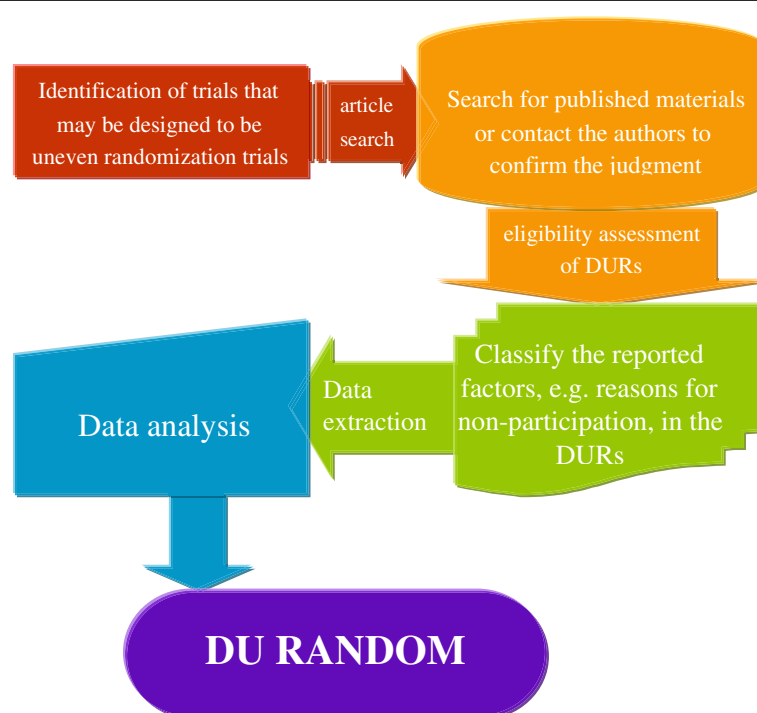 Identification of trials that
may be designed to be
uneven randomization trials
article
search
Search for published materials
or contact the authors to
confirm the judgment
eligibility assessment
of DURs
Classify the reported
factors, e.g. reasons for
non-participation, in the
DURs
Data
extraction
Data analysis
DU RANDOM